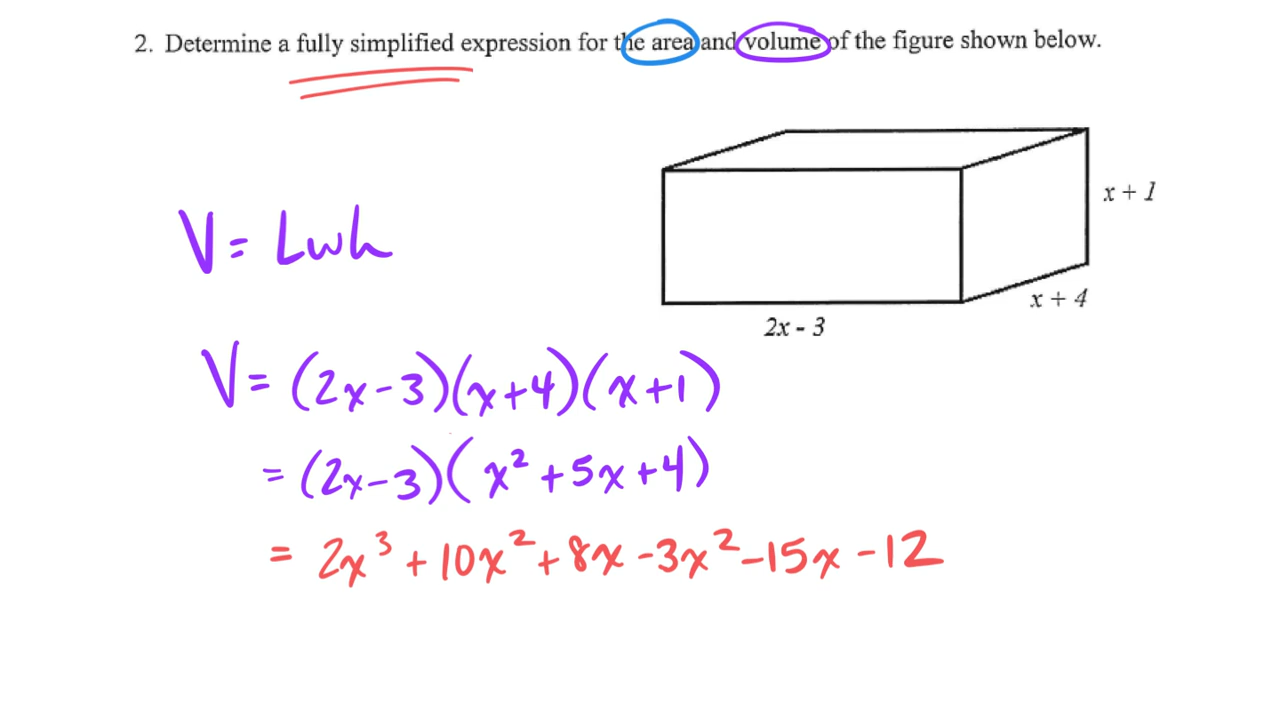 2. Determine a fully simplified expression for the area and volume of the figure shown below.
x + 1
V = Lwh
x + 4
2x - 3
V = (2x-3)(x+4)(x+1)
= (2x-3)(x²+5x+4)
= 2x³ + 10x² + 8x - 3x² - 15x - 12